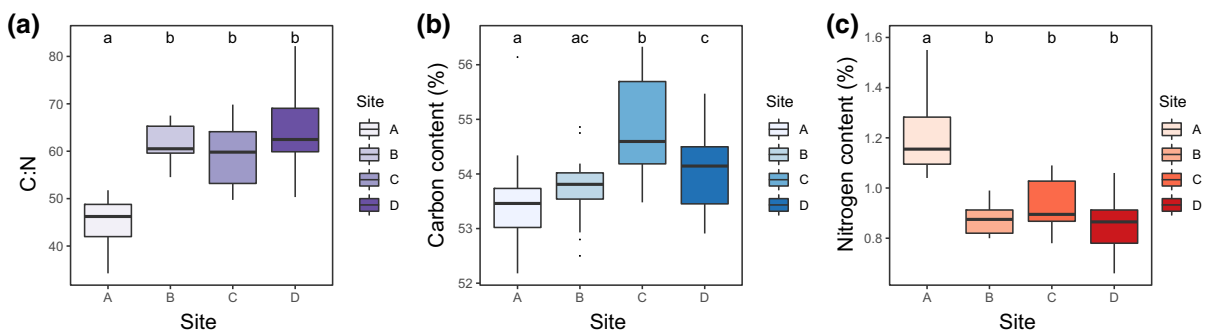 (a)
a b b b
C:N
80
70
60
50
40
A B C D
Site
Site
A
B
C
D
(b)
a ac b c
Carbon content (%)
56
55
54
53
52
A B C D
Site
Site
A
B
C
D
(c)
a b b b
Nitrogen content (%)
1.6
1.4
1.2
1.0
0.8
A B C D
Site
Site
A
B
C
D